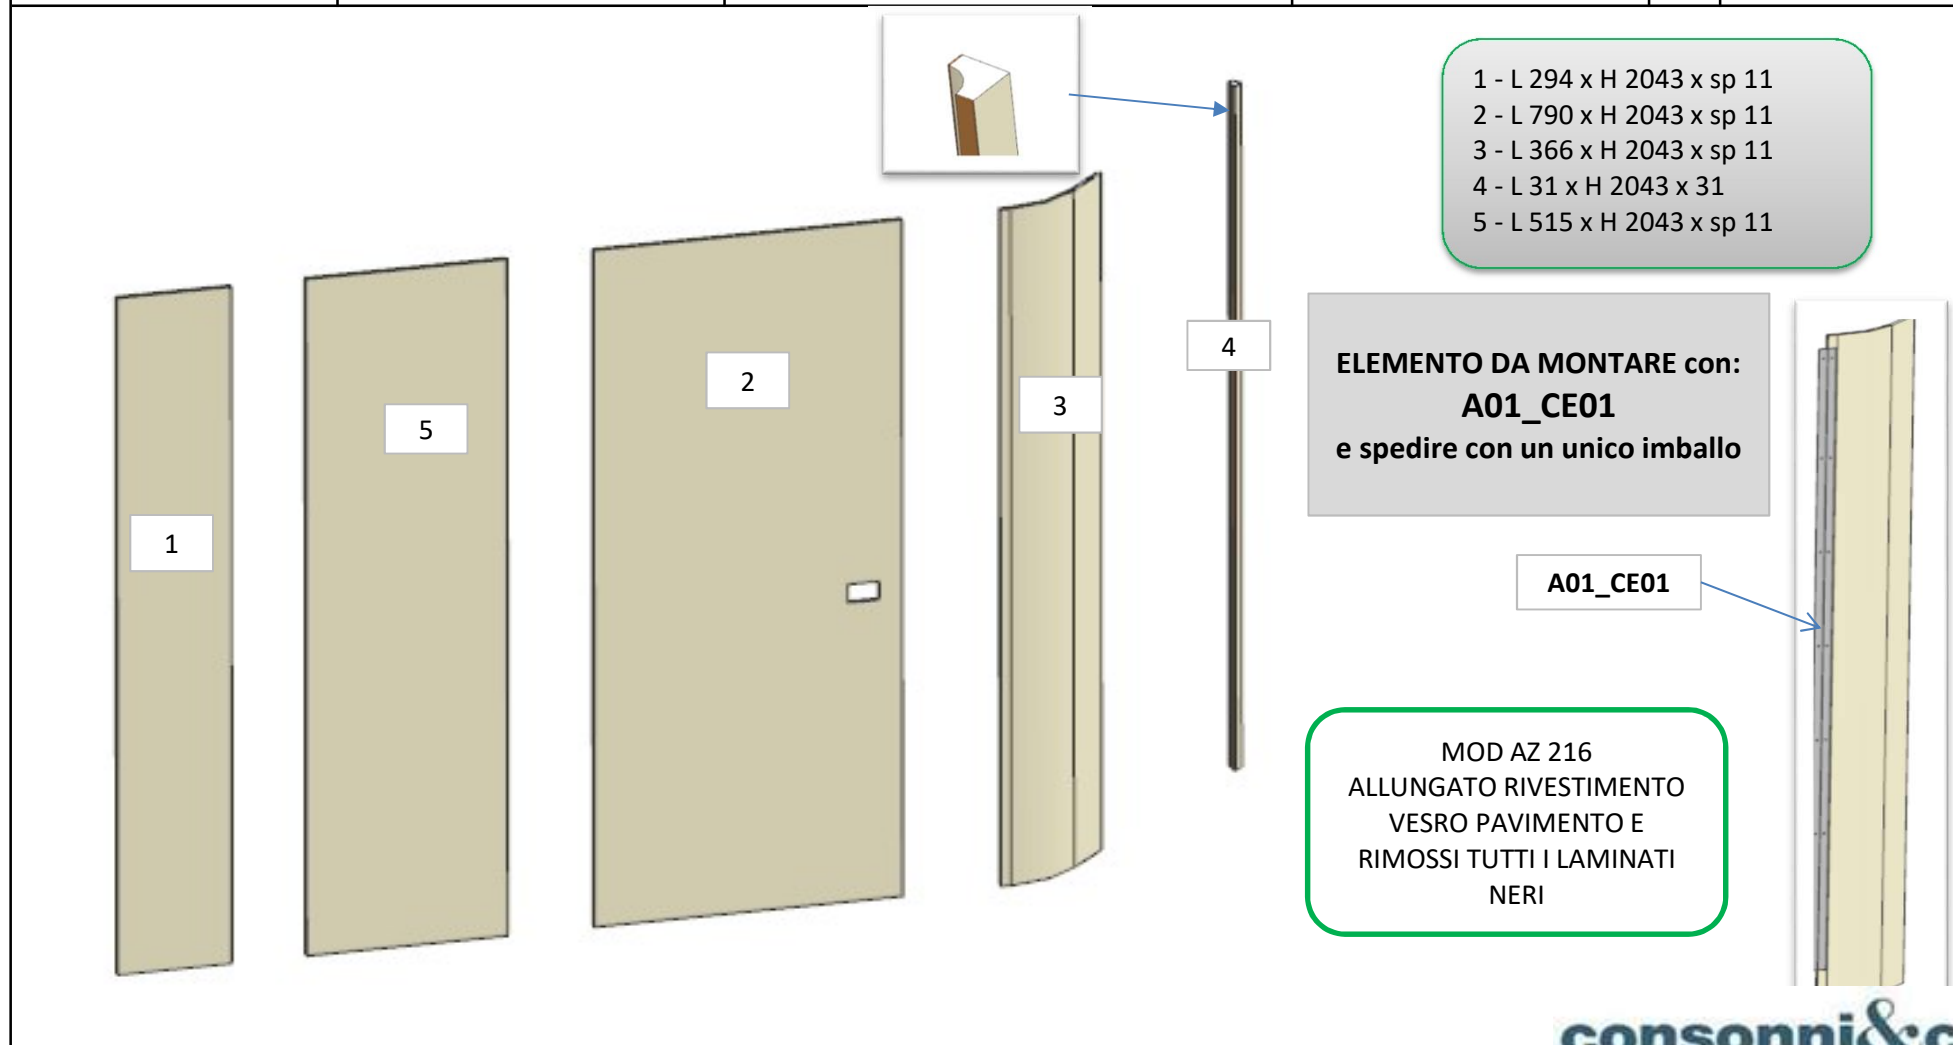 1 - L 294 x H 2043 x sp 11
2 - L 790 x H 2043 x sp 11
3 - L 366 x H 2043 x sp 11
4 - L 31 x H 2043 x 31
5 - L 515 x H 2043 x sp 11
4
ELEMENTO DA MONTARE con:
A01_CE01
e spedire con un unico imballo
2
3
5
1
A01_CE01
MOD AZ 216
ALLUNGATO RIVESTIMENTO
VESRO PAVIMENTO E
RIMOSSI TUTTI I LAMINATI
NERI
consonni&c